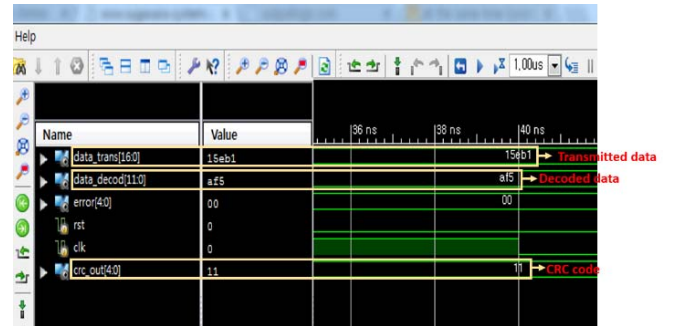 Help
1,00us
Name Value 36 ns 38 ns 40 ns
data_trans[16:0] 15eb1 15eb1 Transmitted data
data_decod[11:0] af5 af5 Decoded data
error[4:0] 00 00
rst 0
clk 0
crc_out[4:0] 11 11 CRC code